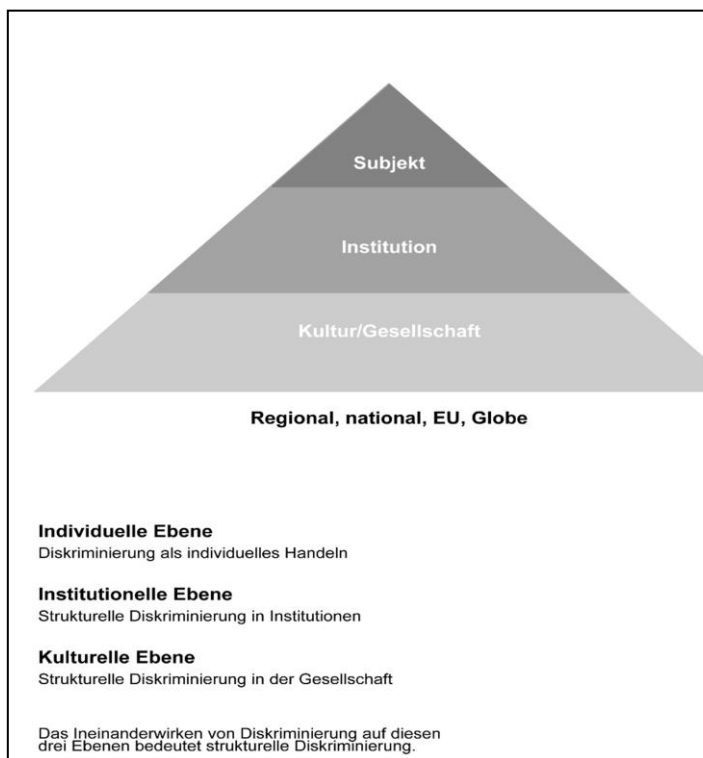 Subjekt
Institution
Kultur/Gesellschaft
Regional, national, EU, Globe
Individuelle Ebene
Diskriminierung als individuelles Handeln
Institutionelle Ebene
Strukturelle Diskriminierung in Institutionen
Kulturelle Ebene
Strukturelle Diskriminierung in der Gesellschaft
Das Ineinanderwirken von Diskriminierung auf diesen
drei Ebenen bedeutet strukturelle Diskriminierung.